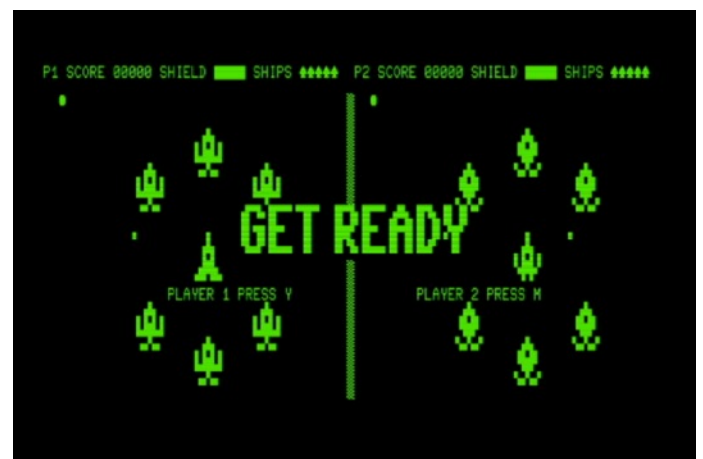 P1 SCORE 00000 SHIELD SHIPS P2 SCORE 00000 SHIELD SHIPS
GET READY
PLAYER 1 PRESS Y PLAYER 2 PRESS M